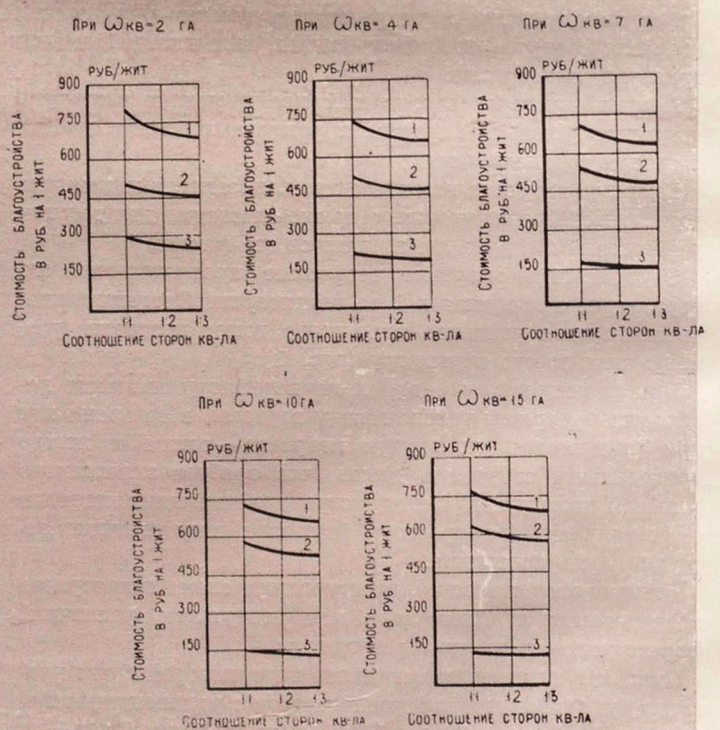 При ωкв=2 га
руб/жит
Стоимость благоустройства
в руб на 1 жит
900
750
600
450
300
150
1
2
3
1:1
1:2
1:3
Соотношение сторон кв-ла
При ωкв=4 га
руб/жит
Стоимость благоустройства
в руб на 1 жит
900
750
600
450
300
150
1
2
3
1:1
1:2
1:3
Соотношение сторон кв-ла
При ωкв=7 га
руб/жит
Стоимость благоустройства
в руб на 1 жит
900
750
600
450
300
150
1
2
3
1:1
1:2
1:3
Соотношение сторон кв-ла
При ωкв=10 га
руб/жит
Стоимость благоустройства
в руб на 1 жит
900
750
600
450
300
150
1
2
3
1:1
1:2
1:3
Соотношение сторон кв-ла
При ωкв=15 га
руб/жит
Стоимость благоустройства
в руб на 1 жит
900
750
600
450
300
150
1
2
3
1:1
1:2
1:3
Соотношение сторон кв-ла